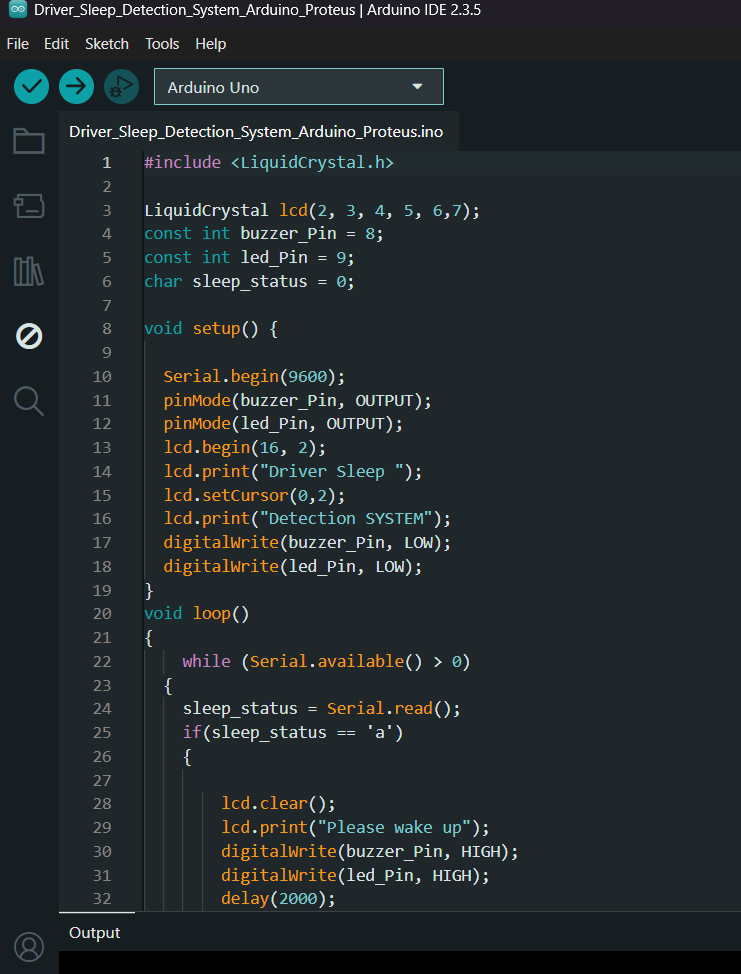 Driver_Sleep_Detection_System_Arduino_Proteus | Arduino IDE 2.3.5
File Edit Sketch Tools Help
Arduino Uno
Driver_Sleep_Detection_System_Arduino_Proteus.ino
1 #include <LiquidCrystal.h>
2
3 LiquidCrystal lcd(2, 3, 4, 5, 6,7);
4 const int buzzer_Pin = 8;
5 const int led_Pin = 9;
6 char sleep_status = 0;
7
8 void setup() {
9
10 Serial.begin(9600);
11 pinMode(buzzer_Pin, OUTPUT);
12 pinMode(led_Pin, OUTPUT);
13 lcd.begin(16, 2);
14 lcd.print("Driver Sleep ");
15 lcd.setCursor(0,2);
16 lcd.print("Detection SYSTEM");
17 digitalWrite(buzzer_Pin, LOW);
18 digitalWrite(led_Pin, LOW);
19 }
20 void loop()
21 {
22 while (Serial.available() > 0)
23 {
24 sleep_status = Serial.read();
25 if(sleep_status == 'a')
26 {
27
28 lcd.clear();
29 lcd.print("Please wake up");
30 digitalWrite(buzzer_Pin, HIGH);
31 digitalWrite(led_Pin, HIGH);
32 delay(2000);
Output